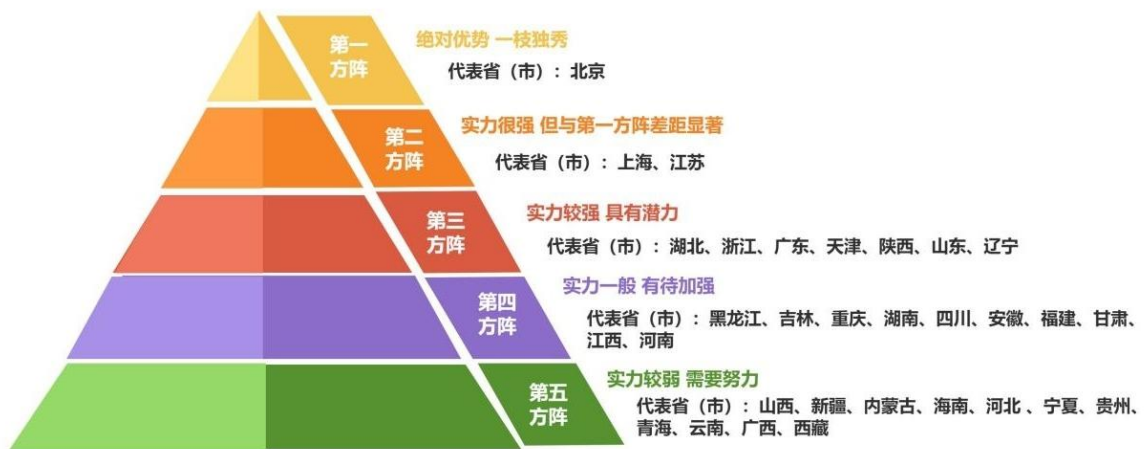 第一
方阵
绝对优势 一枝独秀
代表省（市）：北京
第二
方阵
实力很强 但与第一方阵差距显著
代表省（市）：上海、江苏
第三
方阵
实力较强 具有潜力
代表省（市）：湖北、浙江、广东、天津、陕西、山东、辽宁
第四
方阵
实力一般 有待加强
代表省（市）：黑龙江、吉林、重庆、湖南、四川、安徽、福建、甘肃、
江西、河南
第五
方阵
实力较弱 需要努力
代表省（市）：山西、新疆、内蒙古、海南、河北 、宁夏、贵州、
青海、云南、广西、西藏